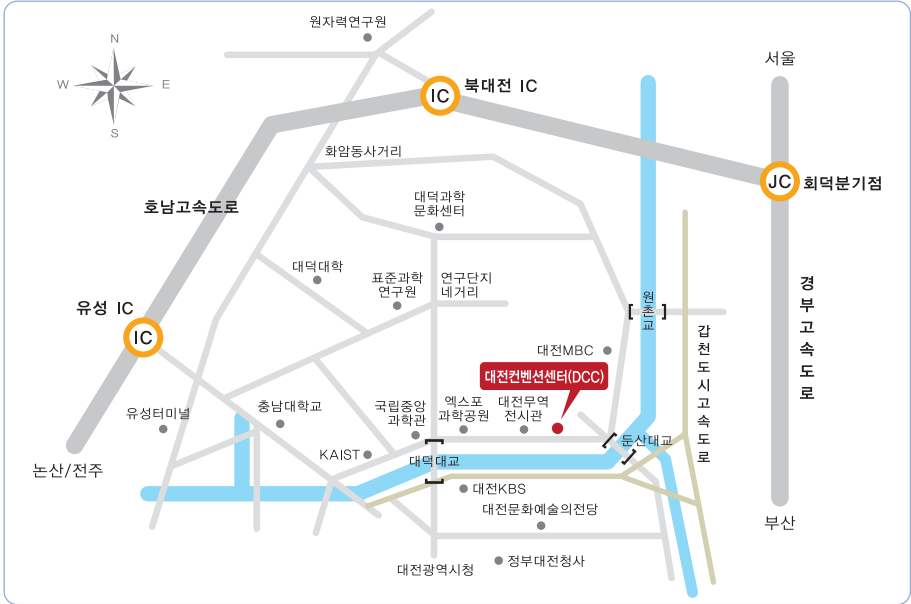 원자력연구원
N
W
E
S
서울
IC
북대전 IC
화암동사거리
JC
회덕분기점
호남고속도로
대덕과학
문화센터
대덕대학
표준과학
연구원
연구단지
네거리
유성 IC
IC
원촌교
경부고속도로
갑천도시고속도로
대전MBC
대전컨벤션센터(DCC)
유성터미널
충남대학교
국립중앙
과학관
엑스포
과학공원
대전무역
전시관
둔산대교
KAIST
대덕대교
논산/전주
대전KBS
대전문화예술의전당
부산
대전광역시청
정부대전청사